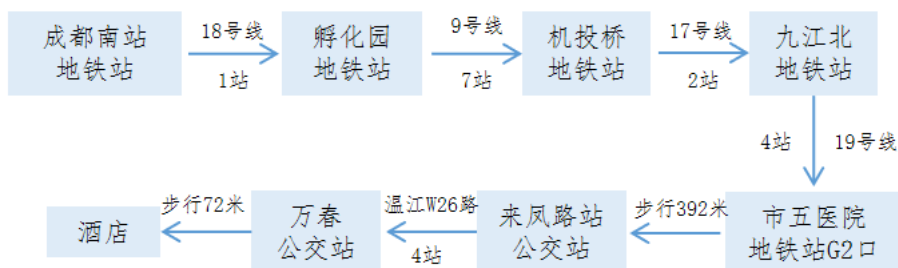 成都南站
地铁站
18号线
1站
孵化园
地铁站
9号线
7站
机投桥
地铁站
17号线
2站
九江北
地铁站
4站
19号线
市五医院
地铁站G2口
步行392米
来凤路站
公交站
温江W26路
4站
万春
公交站
步行72米
酒店